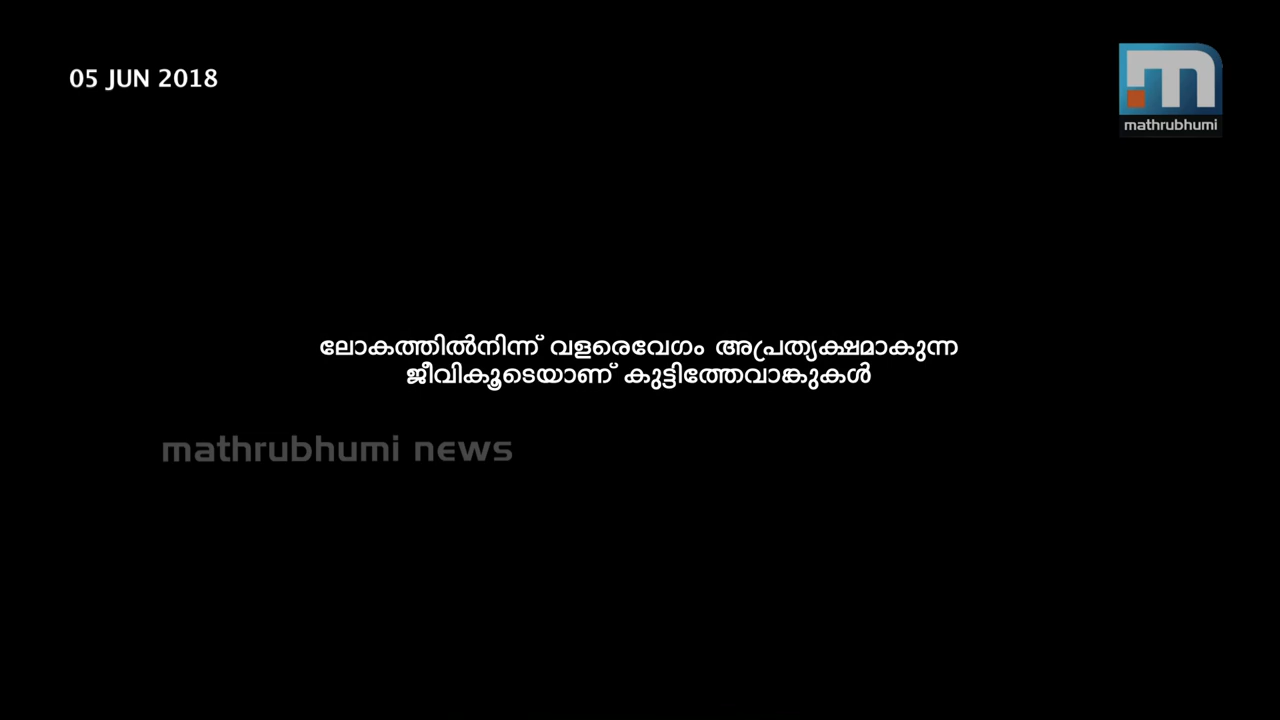 05 JUN 2018
mathrubhumi
ലോകത്തിൽനിന്ന് വളരെവേഗം അപ്രത്യക്ഷമാകുന്ന
ജീവികൂടെയാണ് കുട്ടിത്തേവാങ്കുകൾ
mathrubhumi news